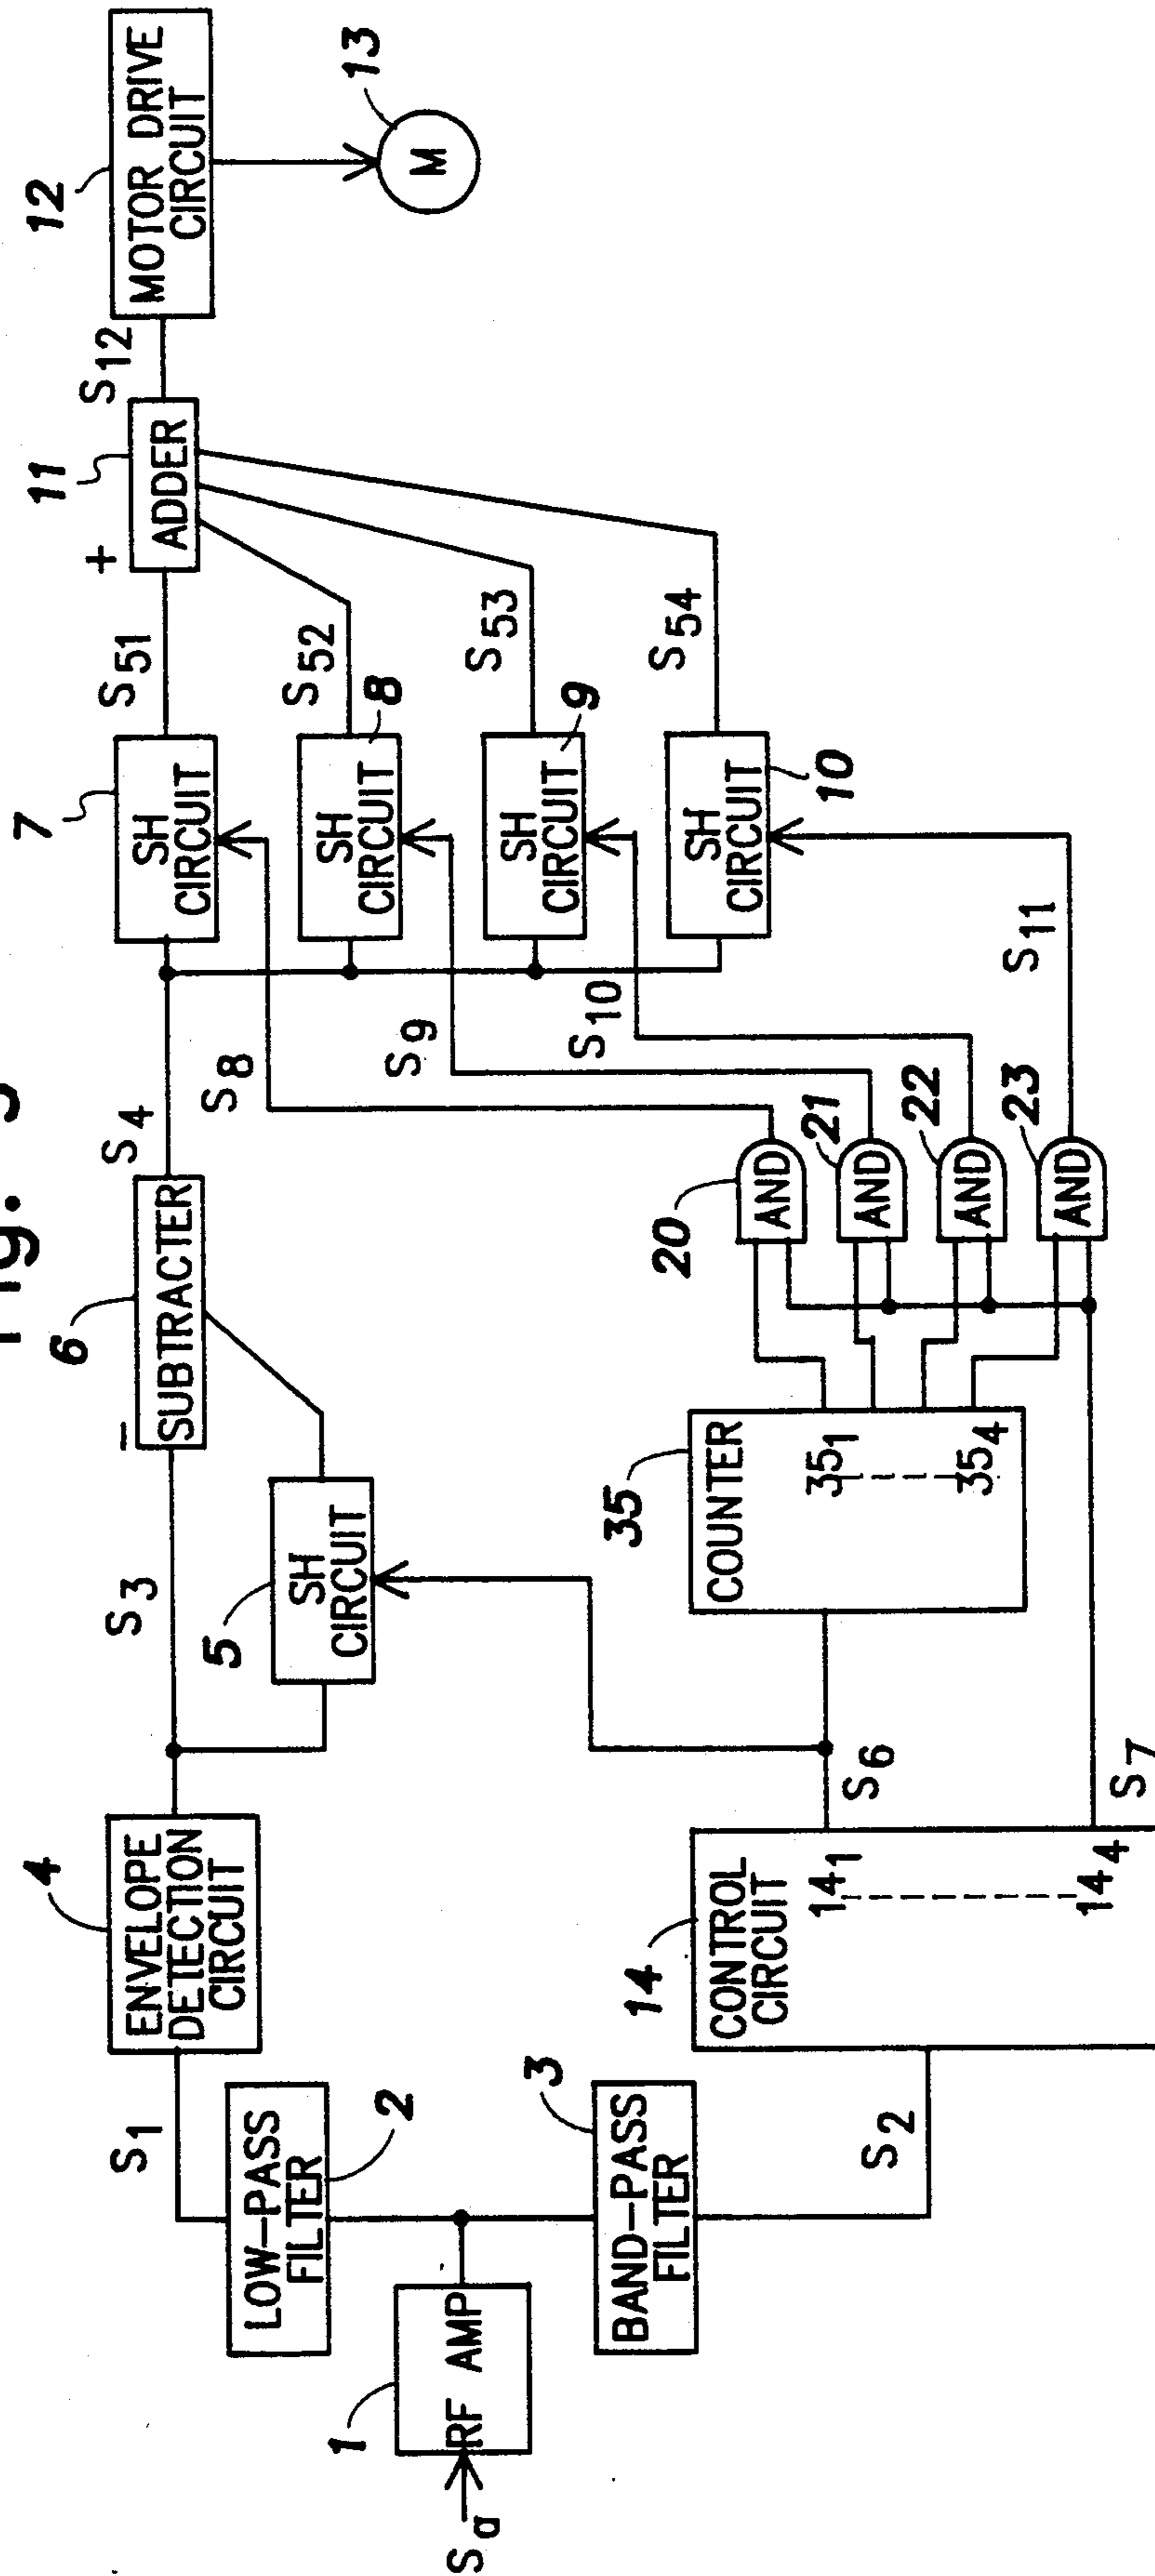 Fig. 3
Sa
1
RF AMP
LOW-PASS
FILTER
2
BAND-PASS
FILTER
3
S1
S2
4
ENVELOPE
DETECTION
CIRCUIT
14
CONTROL
CIRCUIT
141
144
S3
S6
S7
5
SH
CIRCUIT
6
−
SUBTRACTER
35
COUNTER
351
354
S4
20
AND
21
AND
22
AND
23
AND
S8
S9
S10
S11
7
SH
CIRCUIT
8
SH
CIRCUIT
9
SH
CIRCUIT
10
SH
CIRCUIT
S51
S52
S53
S54
+
11
ADDER
S12
12
MOTOR DRIVE
CIRCUIT
13
M